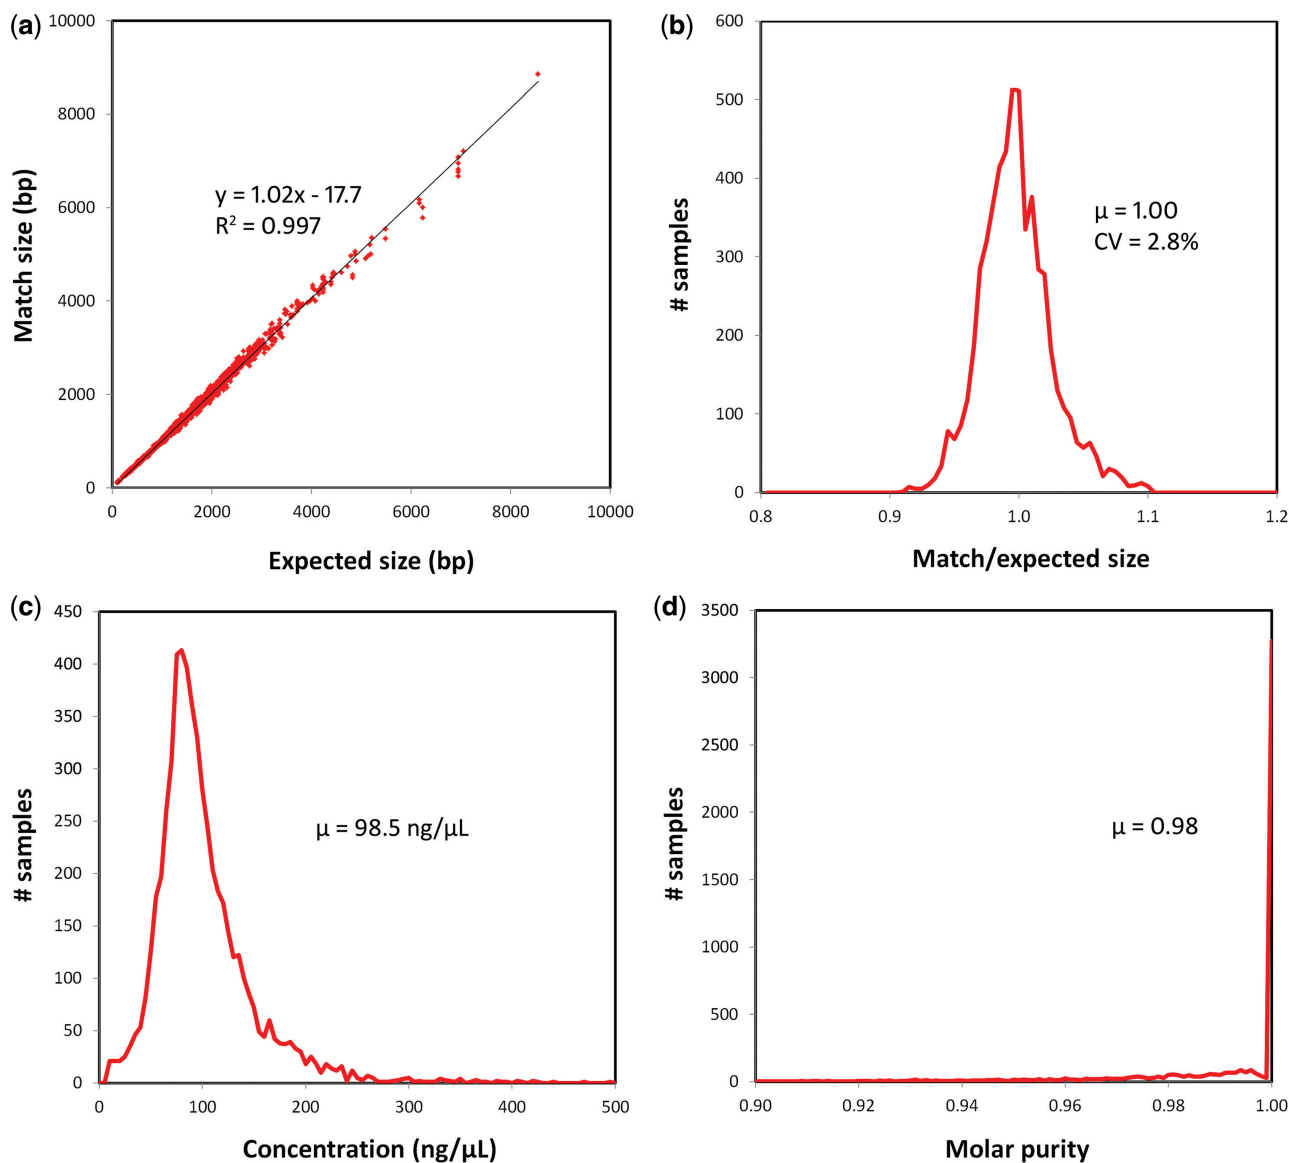 (a)
10000
8000
6000
4000
2000
0
0 2000 4000 6000 8000 10000
Match size (bp)
Expected size (bp)
y = 1.02x - 17.7
R² = 0.997
(b)
600
500
400
300
200
100
0
0.8 0.9 1.0 1.1 1.2
# samples
Match/expected size
μ = 1.00
CV = 2.8%
(c)
450
400
350
300
250
200
150
100
50
0
0 100 200 300 400 500
# samples
Concentration (ng/μL)
μ = 98.5 ng/μL
(d)
3500
3000
2500
2000
1500
1000
500
0
0.90 0.92 0.94 0.96 0.98 1.00
# samples
Molar purity
μ = 0.98